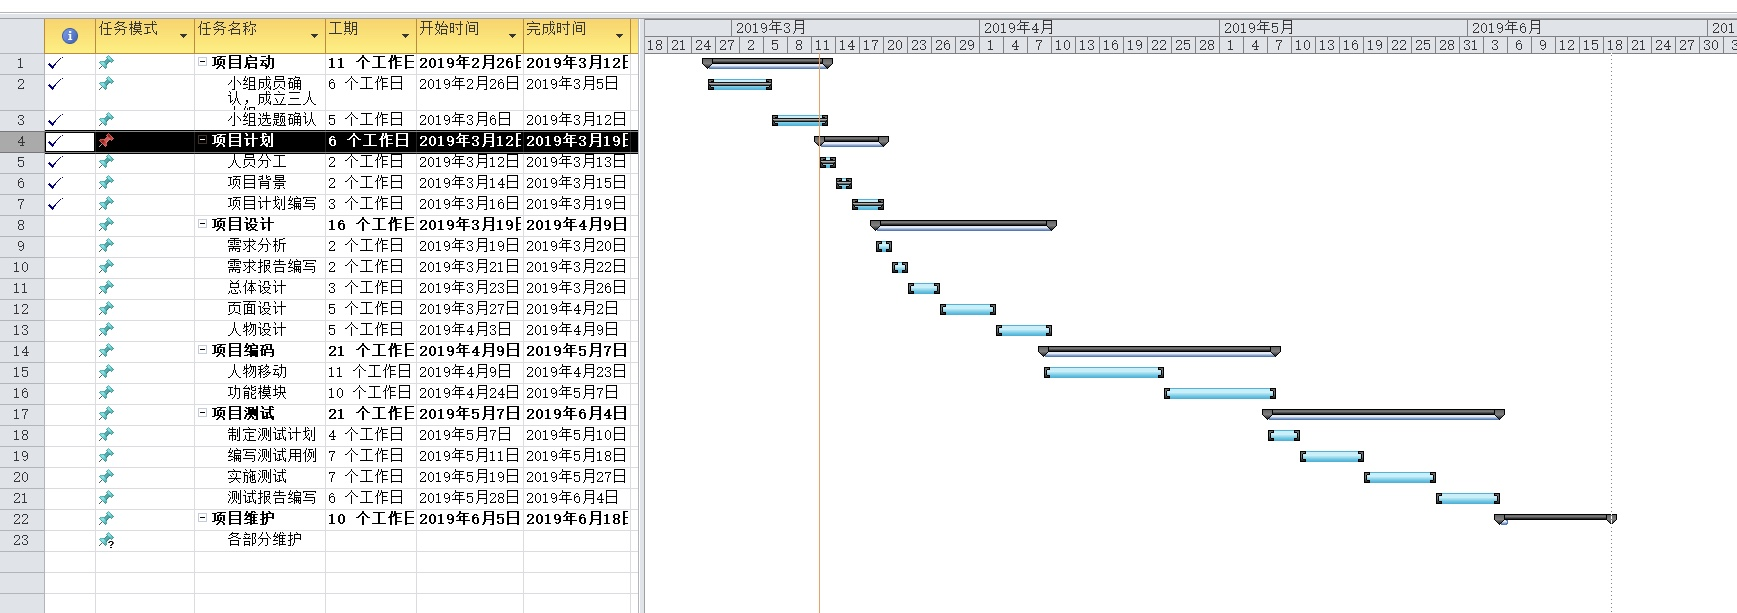 2019年3月 2019年4月 2019年5月 2019年6月 201
任务模式 任务名称 工期 开始时间 完成时间
18 21 24 27 2 5 8 11 14 17 20 23 26 29 1 4 7 10 13 16 19 22 25 28 1 4 7 10 13 16 19 22 25 28 31 3 6 9 12 15 18 21 24 27 30 3
1 项目启动 11 个工作日 2019年2月26日 2019年3月12日
2 小组成员确 6 个工作日 2019年2月26日 2019年3月5日
认，成立三人
3 小组选题确认 5 个工作日 2019年3月6日 2019年3月12日
4 项目计划 6 个工作日 2019年3月12日 2019年3月19日
5 人员分工 2 个工作日 2019年3月12日 2019年3月13日
6 项目背景 2 个工作日 2019年3月14日 2019年3月15日
7 项目计划编写 3 个工作日 2019年3月16日 2019年3月19日
8 项目设计 16 个工作日 2019年3月19日 2019年4月9日
9 需求分析 2 个工作日 2019年3月19日 2019年3月20日
10 需求报告编写 2 个工作日 2019年3月21日 2019年3月22日
11 总体设计 3 个工作日 2019年3月23日 2019年3月26日
12 页面设计 5 个工作日 2019年3月27日 2019年4月2日
13 人物设计 5 个工作日 2019年4月3日 2019年4月9日
14 项目编码 21 个工作日 2019年4月9日 2019年5月7日
15 人物移动 11 个工作日 2019年4月9日 2019年4月23日
16 功能模块 10 个工作日 2019年4月24日 2019年5月7日
17 项目测试 21 个工作日 2019年5月7日 2019年6月4日
18 制定测试计划 4 个工作日 2019年5月7日 2019年5月10日
19 编写测试用例 7 个工作日 2019年5月11日 2019年5月18日
20 实施测试 7 个工作日 2019年5月19日 2019年5月27日
21 测试报告编写 6 个工作日 2019年5月28日 2019年6月4日
22 项目维护 10 个工作日 2019年6月5日 2019年6月18日
23 各部分维护